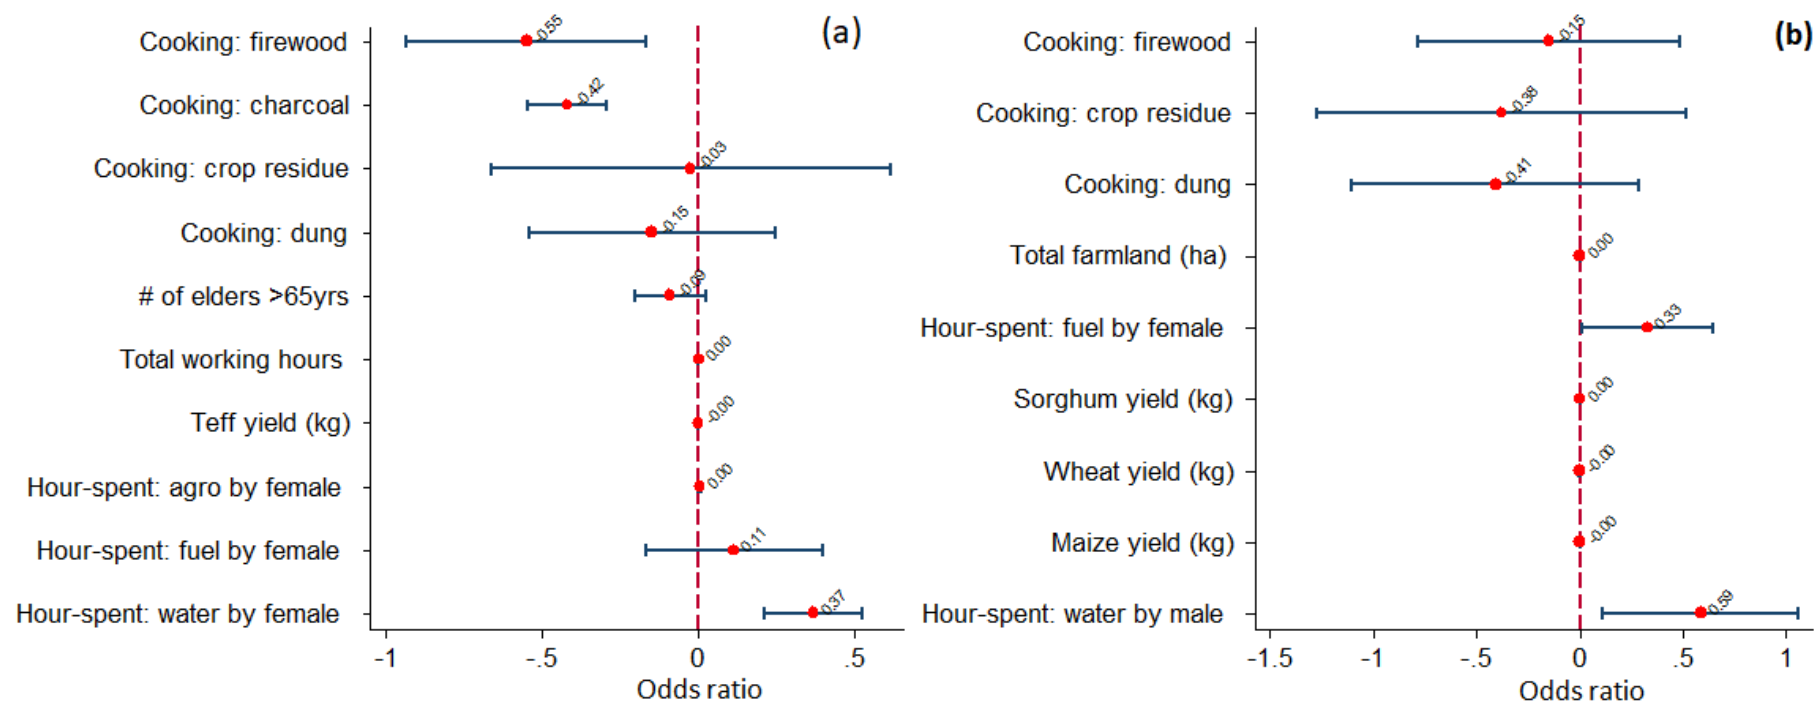 (a)
Cooking: firewood
-0.55
Cooking: charcoal
-0.42
Cooking: crop residue
-0.03
Cooking: dung
-0.15
# of elders >65yrs
-0.09
Total working hours
0.00
Teff yield (kg)
-0.00
Hour-spent: agro by female
0.00
Hour-spent: fuel by female
0.11
Hour-spent: water by female
0.37
-1 -.5 0 .5
Odds ratio
(b)
Cooking: firewood
-0.15
Cooking: crop residue
-0.38
Cooking: dung
-0.41
Total farmland (ha)
0.00
Hour-spent: fuel by female
0.33
Sorghum yield (kg)
0.00
Wheat yield (kg)
-0.00
Maize yield (kg)
-0.00
Hour-spent: water by male
0.59
-1.5 -1 -.5 0 .5 1
Odds ratio